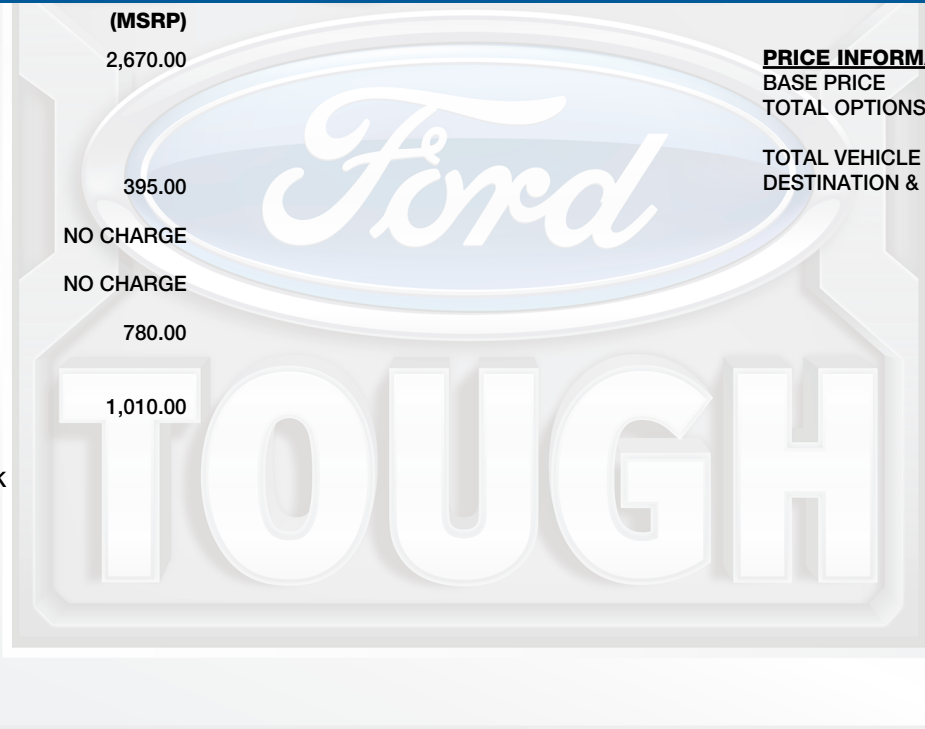 (MSRP)
2,670.00
395.00
NO CHARGE
NO CHARGE
780.00
1,010.00
K
PRICE INFORMA
BASE PRICE
TOTAL OPTIONS
TOTAL VEHICLE
DESTINATION &
Ford
TOUGH